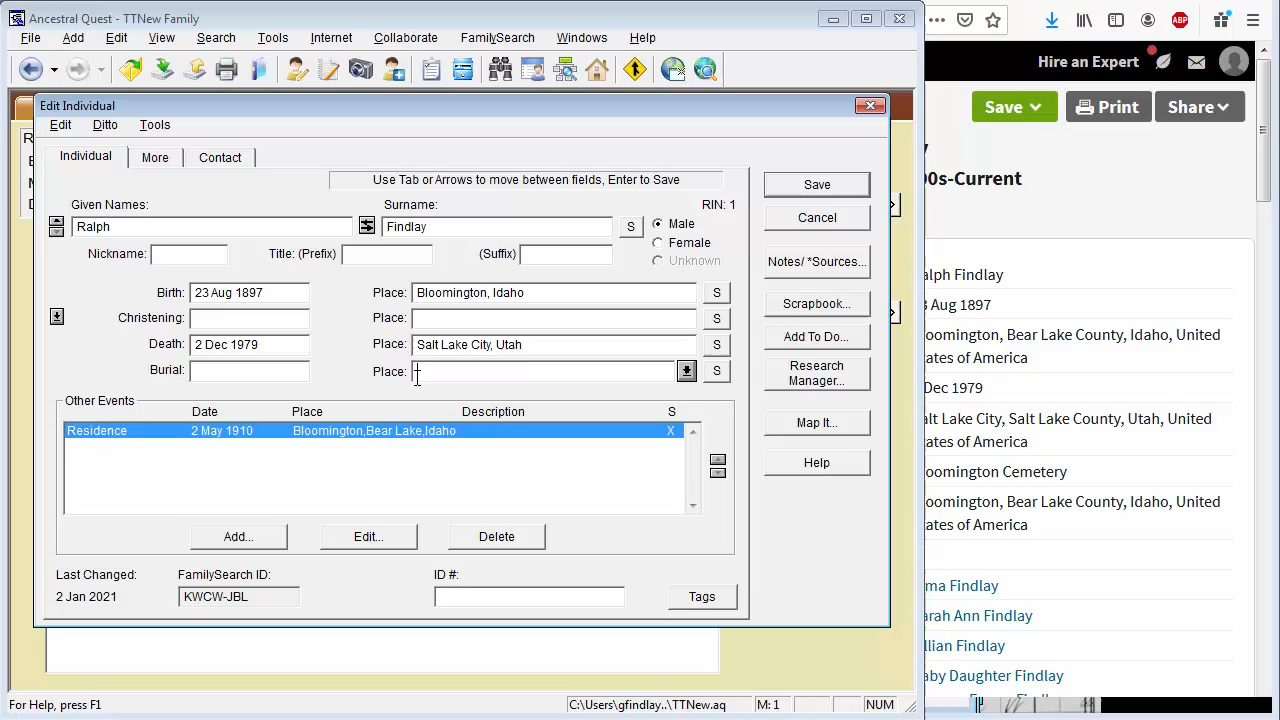 Ancestral Quest - TTNew Family
File Add Edit View Search Tools Internet Collaborate FamilySearch Windows Help
Hire an Expert
ABP
Save Print Share
Edit Individual
Edit Ditto Tools
Individual More Contact
00s-Current
Use Tab or Arrows to move between fields, Enter to Save
Given Names: Surname: RIN: 1
Ralph Findlay S Male
Female
Unknown
Nickname: Title: (Prefix) (Suffix)
Birth: 23 Aug 1897 Place: Bloomington, Idaho S
Christening: Place: S
Death: 2 Dec 1979 Place: Salt Lake City, Utah S
Burial: Place: S
Other Events
Date Place Description S
Residence 2 May 1910 Bloomington,Bear Lake,Idaho X
Add... Edit... Delete
Last Changed: FamilySearch ID: ID #:
2 Jan 2021 KWCW-JBL Tags
Save
Cancel
Notes/ *Sources...
Scrapbook...
Add To Do...
Research
Manager...
Map It...
Help
alph Findlay
3 Aug 1897
loomington, Bear Lake County, Idaho, United
tates of America
Dec 1979
alt Lake City, Salt Lake County, Utah, United
tates of America
loomington Cemetery
loomington, Bear Lake County, Idaho, United
tates of America
ma Findlay
arah Ann Findlay
illian Findlay
aby Daughter Findlay
For Help, press F1 C:\Users\gfindlay..\TTNew.aq M: 1 NUM